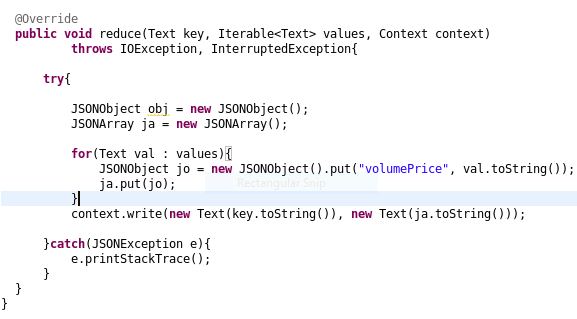 @Override
public void reduce(Text key, Iterable<Text> values, Context context)
throws IOException, InterruptedException{
try{
JSONObject obj = new JSONObject();
JSONArray ja = new JSONArray();
for(Text val : values){
JSONObject jo = new JSONObject().put("volumePrice", val.toString());
ja.put(jo);
Rectangular Snip
}
context.write(new Text(key.toString()), new Text(ja.toString()));
}catch(JSONException e){
e.printStackTrace();
}
}
}